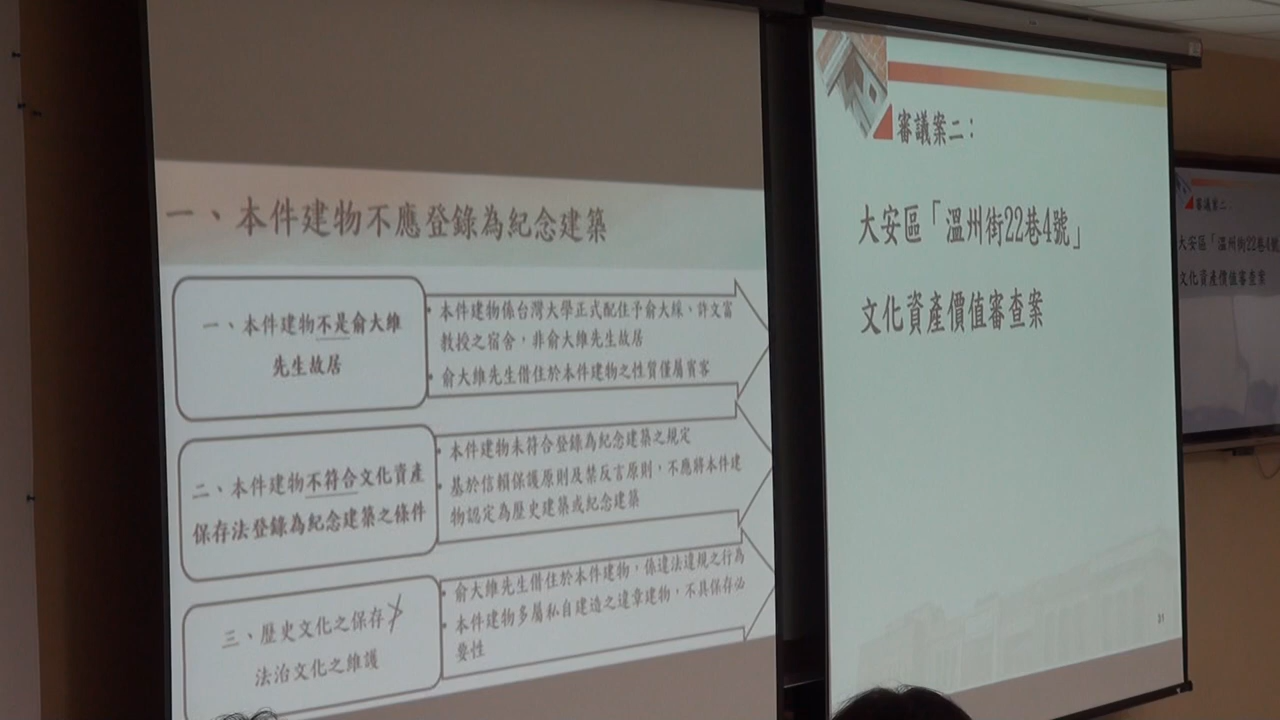 一、本件建物不應登錄為紀念建築
一、本件建物不是俞大維
先生故居
• 本件建物係台灣大學正式配住予俞大綵、許文富
教授之宿舍，非俞大維先生故居
• 俞大維先生借住於本件建物之性質僅屬賓客
二、本件建物不符合文化資產
保存法登錄為紀念建築之條件
• 本件建物未符合登錄為紀念建築之規定
• 基於信賴保護原則及禁反言原則，不應將本件建
物認定為歷史建築或紀念建築
三、歷史文化之保存≯
法治文化之維護
• 俞大維先生借住於本件建物，係違法違規之行為
• 本件建物多屬私自建造之違章建物，不具保存必
要性
審議案二：
大安區「溫州街22巷4號」
文化資產價值審查案
31
審議案二
大安區「溫州街22巷4號
文化資產價值審查案